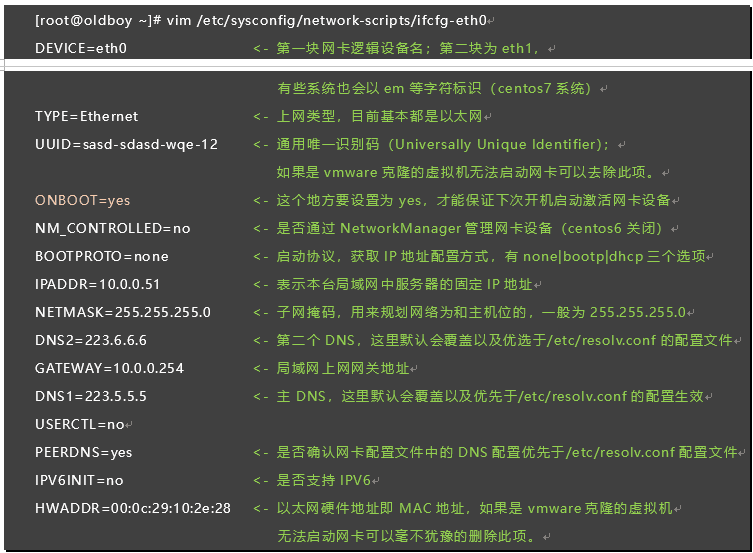 [root@oldboy ~]# vim /etc/sysconfig/network-scripts/ifcfg-eth0
DEVICE=eth0 <- 第一块网卡逻辑设备名；第二块为 eth1，
有些系统也会以 em 等字符标识（centos7 系统）
TYPE=Ethernet <- 上网类型，目前基本都是以太网
UUID=sasd-sdasd-wqe-12 <- 通用唯一识别码（Universally Unique Identifier）；
如果是 vmware 克隆的虚拟机无法启动网卡可以去除此项。
ONBOOT=yes <- 这个地方要设置为 yes，才能保证下次开机启动激活网卡设备
NM_CONTROLLED=no <- 是否通过 NetworkManager 管理网卡设备（centos6 关闭）
BOOTPROTO=none <- 启动协议，获取 IP 地址配置方式，有 none|bootp|dhcp 三个选项
IPADDR=10.0.0.51 <- 表示本台局域网中服务器的固定 IP 地址
NETMASK=255.255.255.0 <- 子网掩码，用来规划网络为和主机位的，一般为 255.255.255.0
DNS2=223.6.6.6 <- 第二个 DNS，这里默认会覆盖以及优选于/etc/resolv.conf 的配置文件
GATEWAY=10.0.0.254 <- 局域网上网网关地址
DNS1=223.5.5.5 <- 主 DNS，这里默认会覆盖以及优先于/etc/resolv.conf 的配置生效
USERCTL=no
PEERDNS=yes <- 是否确认网卡配置文件中的 DNS 配置优先于/etc/resolv.conf 配置文件
IPV6INIT=no <- 是否支持 IPV6
HWADDR=00:0c:29:10:2e:28 <- 以太网硬件地址即 MAC 地址，如果是 vmware 克隆的虚拟机
无法启动网卡可以毫不犹豫的删除此项。